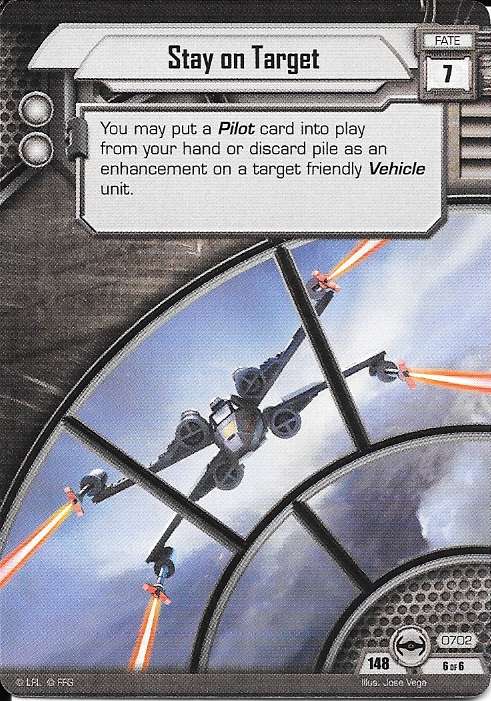 Stay on Target
FATE
7
You may put a Pilot card into play
from your hand or discard pile as an
enhancement on a target friendly Vehicle
unit.
0702
148
6 OF 6
© LFL © FFG
Illus. Jose Vega